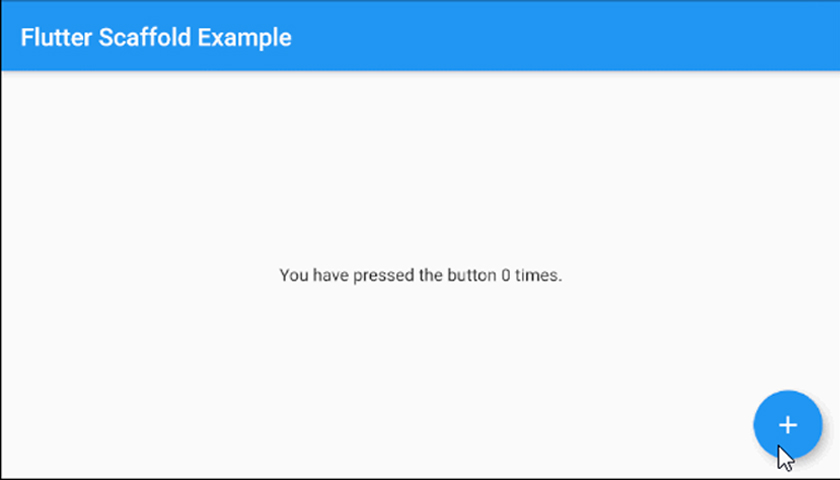 Flutter Scaffold Example
You have pressed the button 0 times.
+